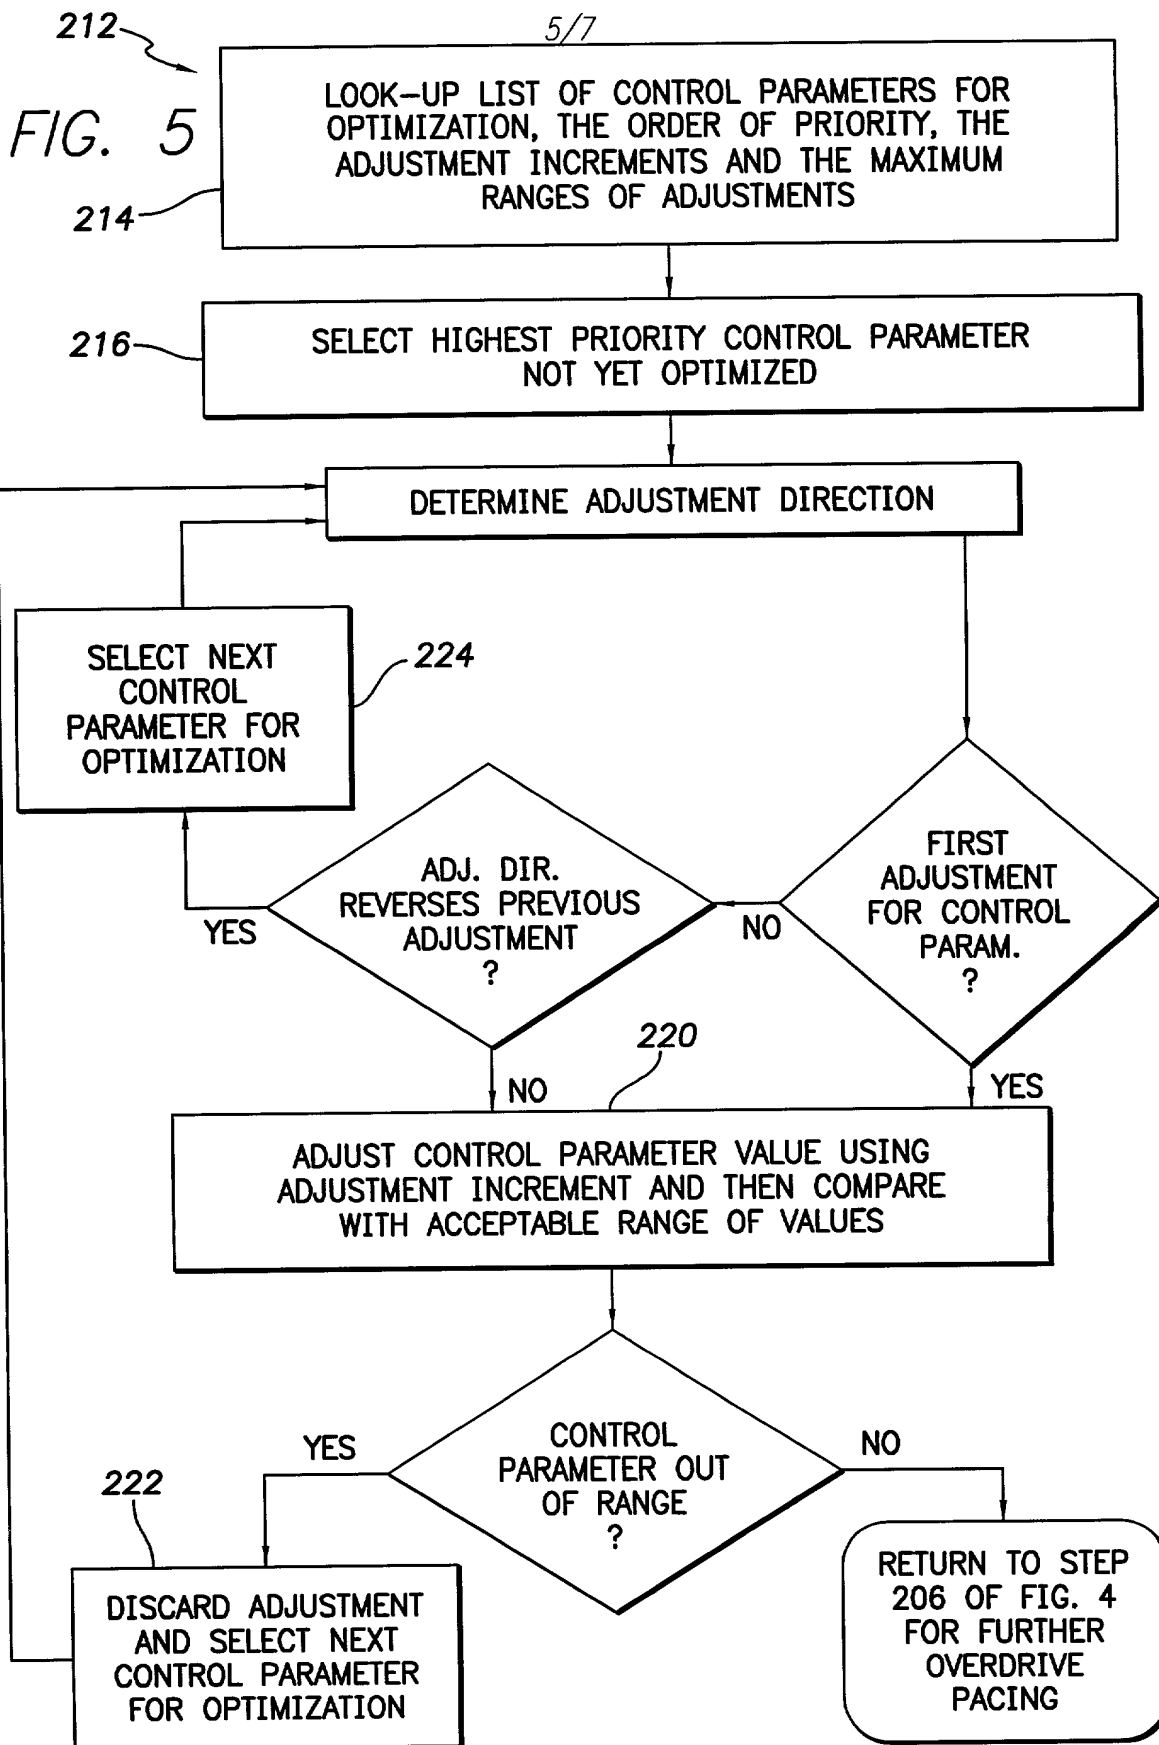 5/7
212
FIG. 5
LOOK-UP LIST OF CONTROL PARAMETERS FOR
OPTIMIZATION, THE ORDER OF PRIORITY, THE
ADJUSTMENT INCREMENTS AND THE MAXIMUM
RANGES OF ADJUSTMENTS
214
216
SELECT HIGHEST PRIORITY CONTROL PARAMETER
NOT YET OPTIMIZED
DETERMINE ADJUSTMENT DIRECTION
SELECT NEXT
CONTROL
PARAMETER FOR
OPTIMIZATION
224
FIRST
ADJUSTMENT
FOR CONTROL
PARAM.
?
NO
YES
ADJ. DIR.
REVERSES PREVIOUS
ADJUSTMENT
?
YES
NO
220
ADJUST CONTROL PARAMETER VALUE USING
ADJUSTMENT INCREMENT AND THEN COMPARE
WITH ACCEPTABLE RANGE OF VALUES
CONTROL
PARAMETER OUT
OF RANGE
?
YES
NO
222
DISCARD ADJUSTMENT
AND SELECT NEXT
CONTROL PARAMETER
FOR OPTIMIZATION
RETURN TO STEP
206 OF FIG. 4
FOR FURTHER
OVERDRIVE
PACING